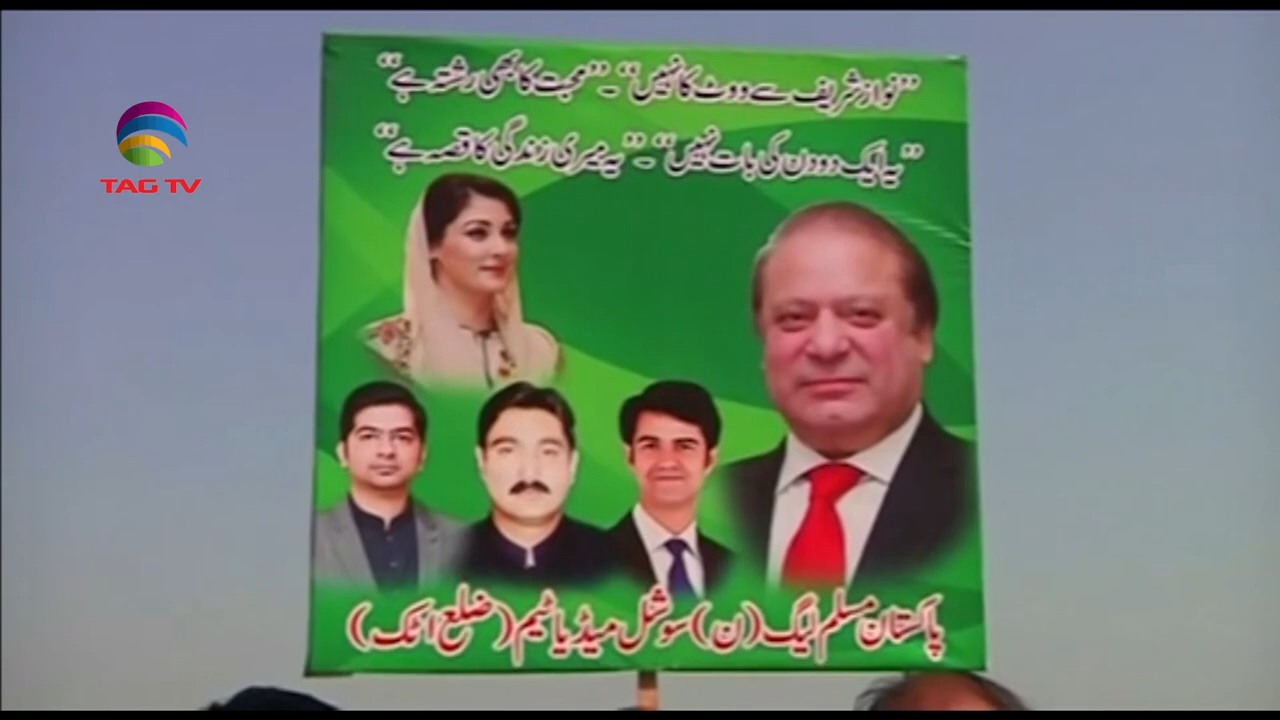 TAG TV
”نواز شریف سے ووٹ کا نہیں“۔ ”محبت کا بھی رشتہ ہے“
”یہ ایک دو دن کی بات نہیں“۔ ”یہ میری زندگی کا قصہ ہے“
پاکستان مسلم لیگ (ن) سوشل میڈیا ٹیم (ضلع اٹک)